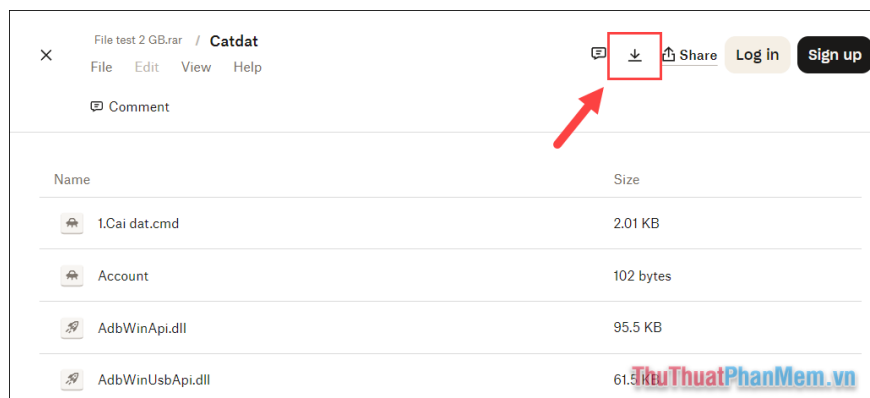 File test 2 GB.rar / Catdat
File Edit View Help
Share Log in Sign up
Comment
Name Size
1.Cai dat.cmd 2.01 KB
Account 102 bytes
AdbWinApi.dll 95.5 KB
AdbWinUsbApi.dll 61.5 KB
ThuThuatPhanMem.vn